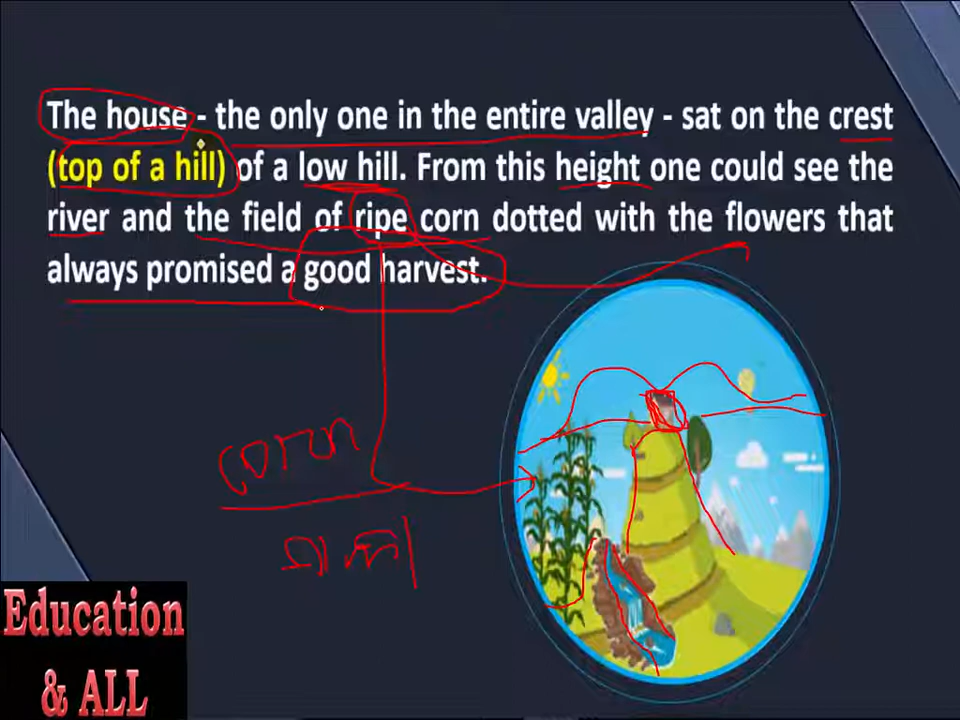 The house - the only one in the entire valley - sat on the crest
(top of a hill) of a low hill. From this height one could see the
river and the field of ripe corn dotted with the flowers that
always promised a good harvest.
corn
Education
& ALL